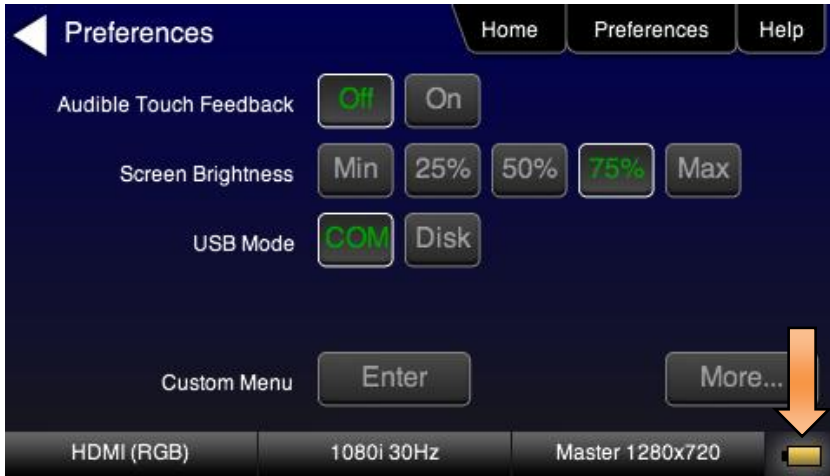 Preferences Home Preferences Help
Audible Touch Feedback Off On
Screen Brightness Min 25% 50% 75% Max
USB Mode COM Disk
Custom Menu Enter More...
HDMI (RGB) 1080i 30Hz Master 1280x720